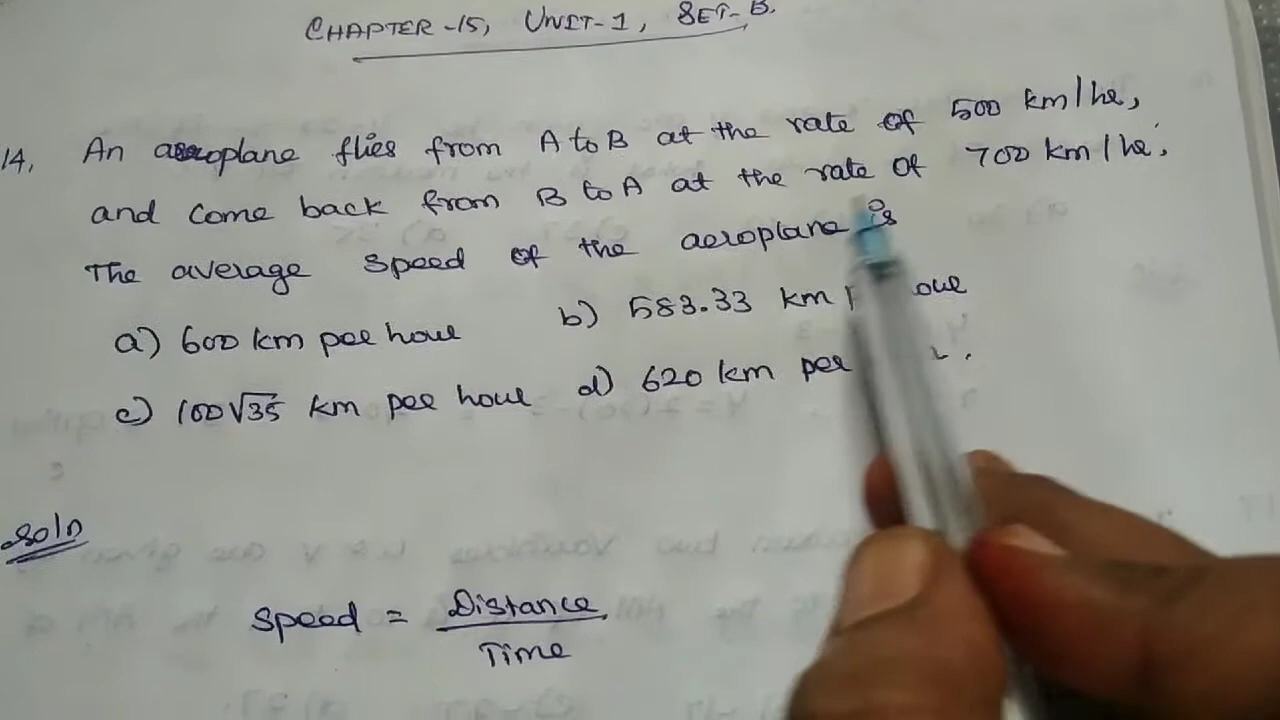 CHAPTER-15, UNIT-1, SET-B.
14. An aeroplane flies from A to B at the rate of 500 km/hr,
and come back from B to A at the rate of 700 km/hr.
The average speed of the aeroplane is
a) 600 km per hour b) 583.33 km
c) 100√35 km per hour d) 620 km per
Soln
Speed = Distance
Time